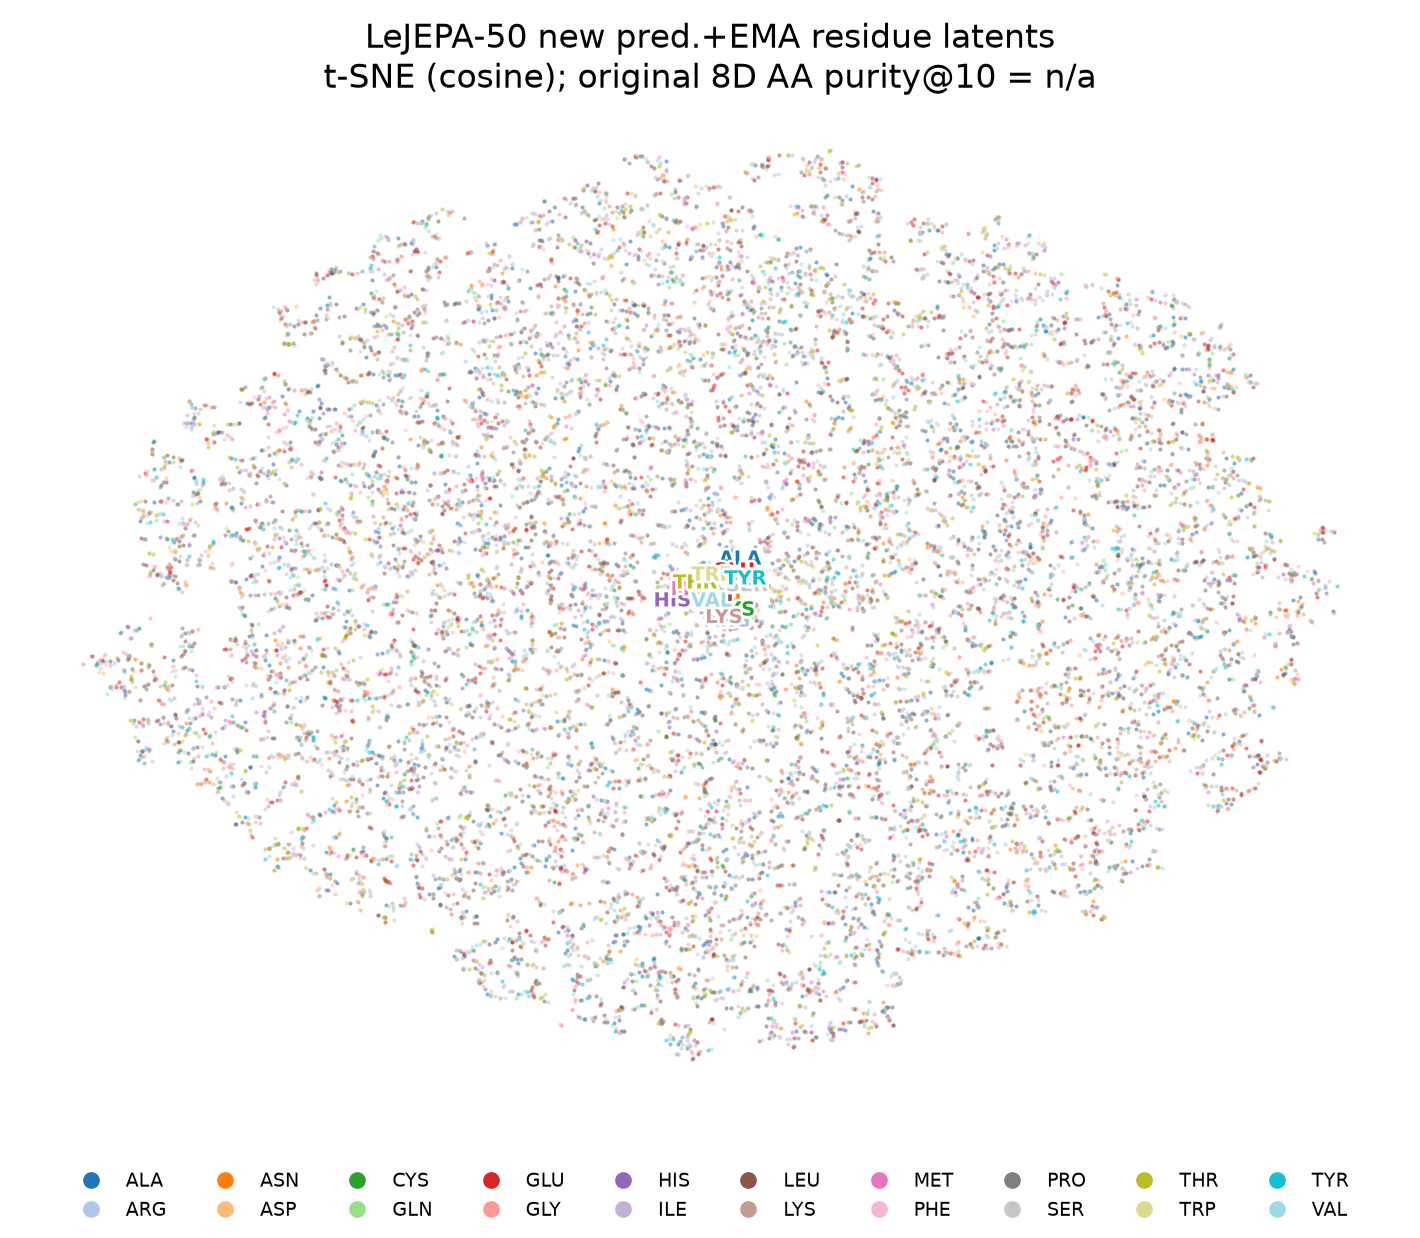 LeJEPA-50 new pred.+EMA residue latents
t-SNE (cosine); original 8D AA purity@10 = n/a
ALA
TYR
THR
HIS
VAL
LYS
ALA ASN CYS GLU HIS LEU MET PRO THR TYR
ARG ASP GLN GLY ILE LYS PHE SER TRP VAL